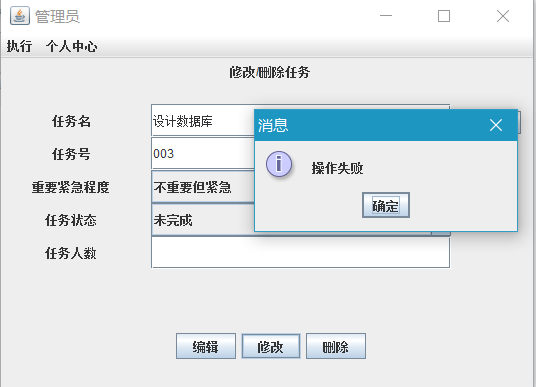 管理员
执行 个人中心
修改/删除任务
任务名 设计数据库
消息
操作失败
确定
任务号 003
重要紧急程度 不重要但紧急
任务状态 未完成
任务人数
编辑 修改 删除